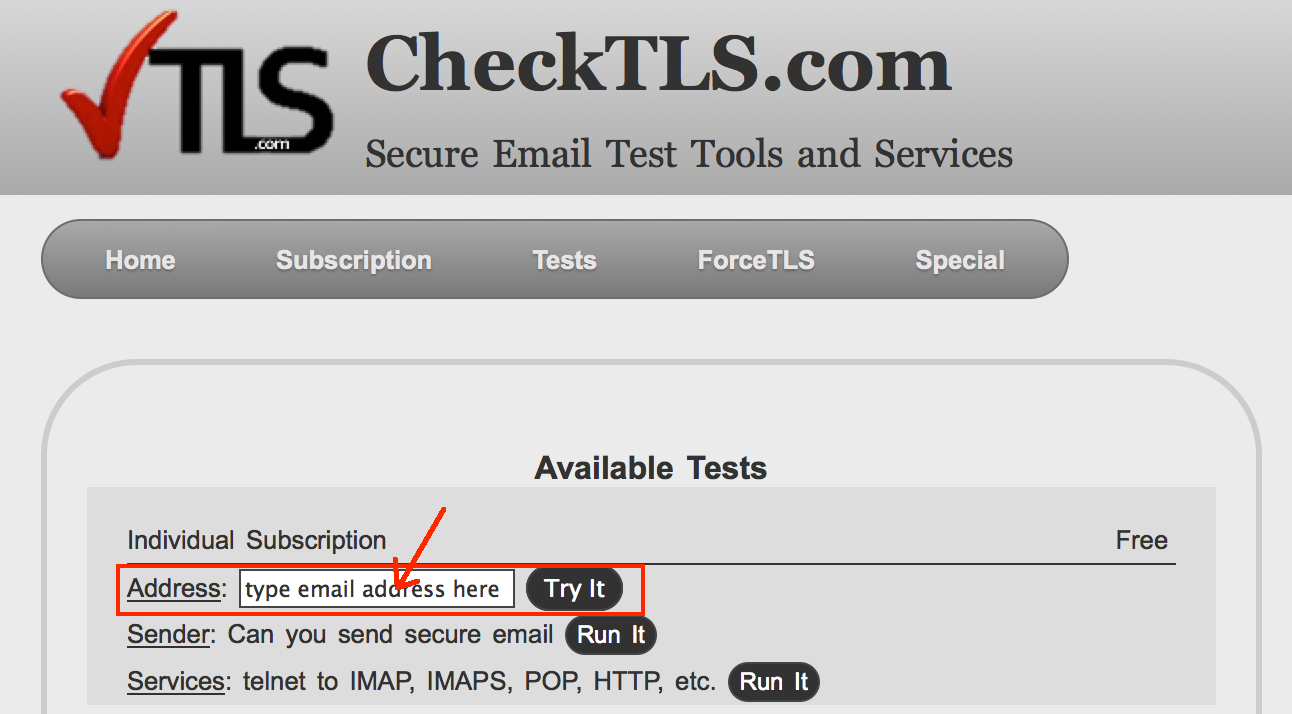 TLS
.com
CheckTLS.com
Secure Email Test Tools and Services
Home Subscription Tests ForceTLS Special
Available Tests
Individual Subscription Free
Address: type email address here Try It
Sender: Can you send secure email Run It
Services: telnet to IMAP, IMAPS, POP, HTTP, etc. Run It